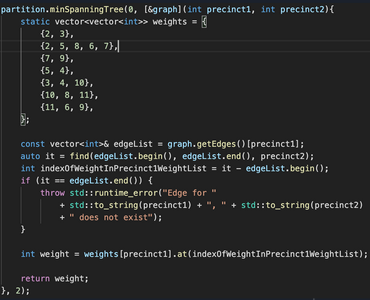 partition.minSpanningTree(0, [&graph](int precinct1, int precinct2){
static vector<vector<int>> weights = {
{2, 3},
{2, 5, 8, 6, 7},
{7, 9},
{5, 4},
{3, 4, 10},
{10, 8, 11},
{11, 6, 9},
};
const vector<int>& edgeList = graph.getEdges()[precinct1];
auto it = find(edgeList.begin(), edgeList.end(), precinct2);
int indexOfWeightInPrecinct1WeightList = it - edgeList.begin();
if (it == edgeList.end()) {
throw std::runtime_error("Edge for "
+ std::to_string(precinct1) + ", " + std::to_string(precinct2)
+ " does not exist");
}
int weight = weights[precinct1].at(indexOfWeightInPrecinct1WeightList);
return weight;
}, 2);